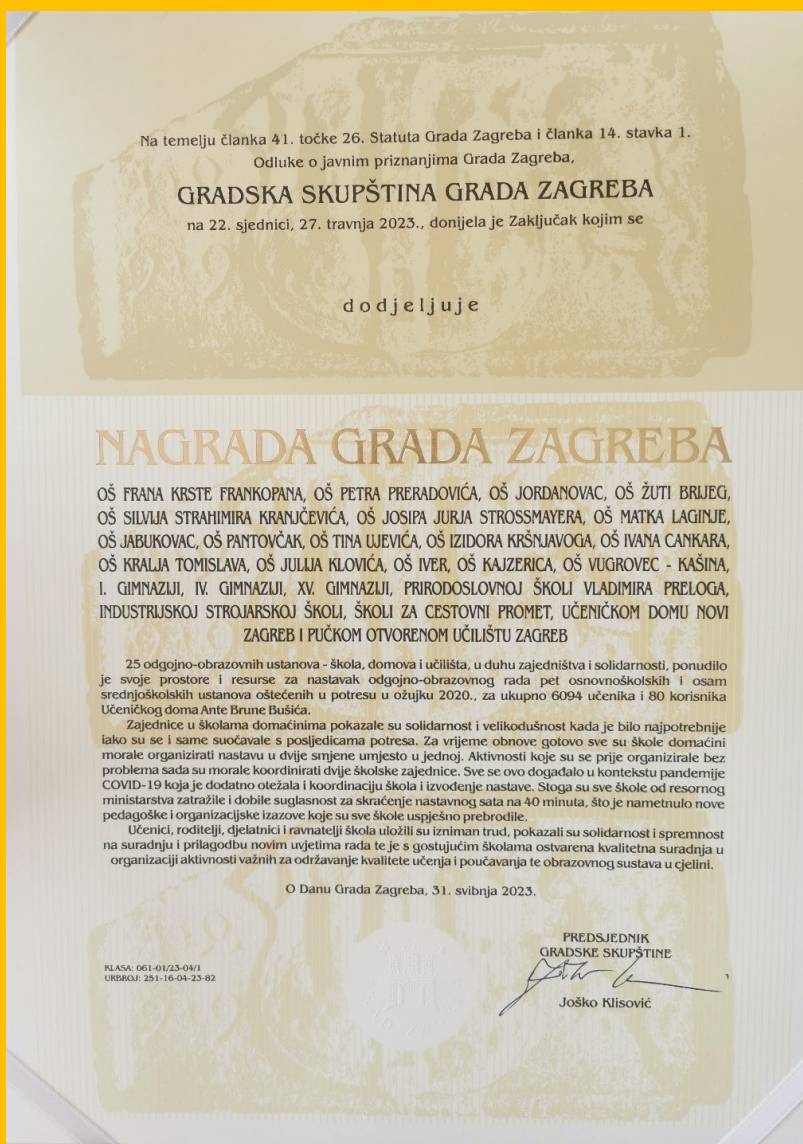 Na temelju članka 41. točke 26. Statuta Grada Zagreba i članka 14. stavka 1.
Odluke o javnim priznanjima Grada Zagreba,
GRADSKA SKUPŠTINA GRADA ZAGREBA
na 22. sjednici, 27. travnja 2023., donijela je Zaključak kojim se
dodjeljuje
NAGRADA GRADA ZAGREBA
OŠ FRANA KRSTE FRANKOPANA, OŠ PETRA PRERADOVIĆA, OŠ JORDANOVAC, OŠ ŽUTI BRIJEG,
OŠ SILVIJA STRAHIMIRA KRANJČEVIĆA, OŠ JOSIPA JURJA STROSSMAYERA, OŠ MATKA LAGINJE,
OŠ JABUKOVAC, OŠ PANTOVČAK, OŠ TINA UJEVIĆA, OŠ IZIDORA KRŠNJAVOGA, OŠ IVANA CANKARA,
OŠ KRALJA TOMISLAVA, OŠ JULIJA KLOVIĆA, OŠ IVER, OŠ KAJZERICA, OŠ VUGROVEC - KAŠINA,
I. GIMNAZIJI, IV. GIMNAZIJI, XV. GIMNAZIJI, PRIRODOSLOVNOJ ŠKOLI VLADIMIRA PRELOGA,
INDUSTRIJSKOJ STROJARSKOJ ŠKOLI, ŠKOLI ZA CESTOVNI PROMET, UČENIČKOM DOMU NOVI
ZAGREB I PUČKOM OTVORENOM UČILIŠTU ZAGREB
25 odgojno-obrazovnih ustanova - škola, domova i učilišta, u duhu zajedništva i solidarnosti, ponudilo
je svoje prostore i resurse za nastavak odgojno-obrazovnog rada pet osnovnoškolskih i osam
srednjoškolskih ustanova oštećenih u potresu u ožujku 2020., za ukupno 6094 učenika i 80 korisnika
Učeničkog doma Ante Brune Bušića.
Zajednice u školama domaćinima pokazale su solidarnost i velikodušnost kada je bilo najpotrebnije
iako su se i same suočavale s posljedicama potresa. Za vrijeme obnove gotovo sve su škole domaćini
morale organizirati nastavu u dvije smjene umjesto u jednoj. Aktivnosti koje su se prije organizirale bez
problema sada su morale koordinirati dvije školske zajednice. Sve se ovo događalo u kontekstu pandemije
COVID-19 koja je dodatno otežala i koordinaciju škola i izvođenje nastave. Stoga su sve škole od resornog
ministarstva zatražile i dobile suglasnost za skraćenje nastavnog sata na 40 minuta, što je nametnulo nove
pedagoške i organizacijske izazove koje su sve škole uspješno prebrodile.
Učenici, roditelji, djelatnici i ravnatelji škola uložili su izniman trud, pokazali su solidarnost i spremnost
na suradnju i prilagodbu novim uvjetima rada te je s gostujućim školama ostvarena kvalitetna suradnja u
organizaciji aktivnosti važnih za održavanje kvalitete učenja i poučavanja te obrazovnog sustava u cjelini.
O Danu Grada Zagreba, 31. svibnja 2023.
PREDSJEDNIK
GRADSKE SKUPŠTINE
KLASA: 061-01/23-04/1
URBROJ: 251-16-04-23-82
Joško Klisović